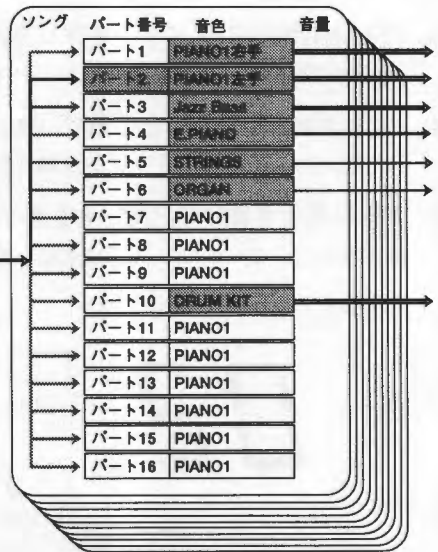 ソング パート番号 音色 音量
パート1 PIANO1右手
パート2 PIANO1左手
パート3 Jazz Bass
パート4 E.PIANO
パート5 STRINGS
パート6 ORGAN
パート7 PIANO1
パート8 PIANO1
パート9 PIANO1
パート10 DRUM KIT
パート11 PIANO1
パート12 PIANO1
パート13 PIANO1
パート14 PIANO1
パート15 PIANO1
パート16 PIANO1